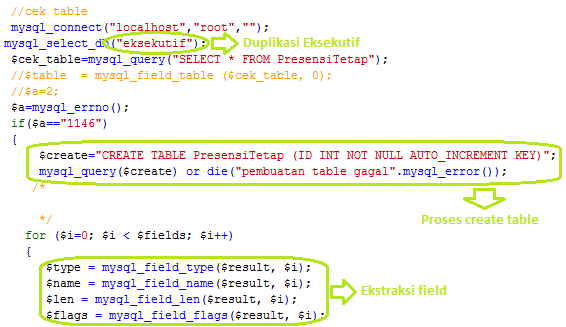 //cek table
mysql_connect("localhost","root","");
mysql_select_db("eksekutif");
Duplikasi Eksekutif
$cek_table=mysql_query("SELECT * FROM PresensiTetap");
//$table  = mysql_field_table ($cek_table, 0);
//$a=2;
$a=mysql_errno();
if($a=="1146")
{
$create="CREATE TABLE PresensiTetap (ID INT NOT NULL AUTO_INCREMENT KEY)";
mysql_query($create) or die("pembuatan table gagal".mysql_error());
/*
Proses create table
*/
for ($i=0; $i < $fields; $i++)
{
$type = mysql_field_type($result, $i);
$name = mysql_field_name($result, $i);
Ekstraksi field
$len = mysql_field_len($result, $i);
$flags = mysql_field_flags($result, $i);